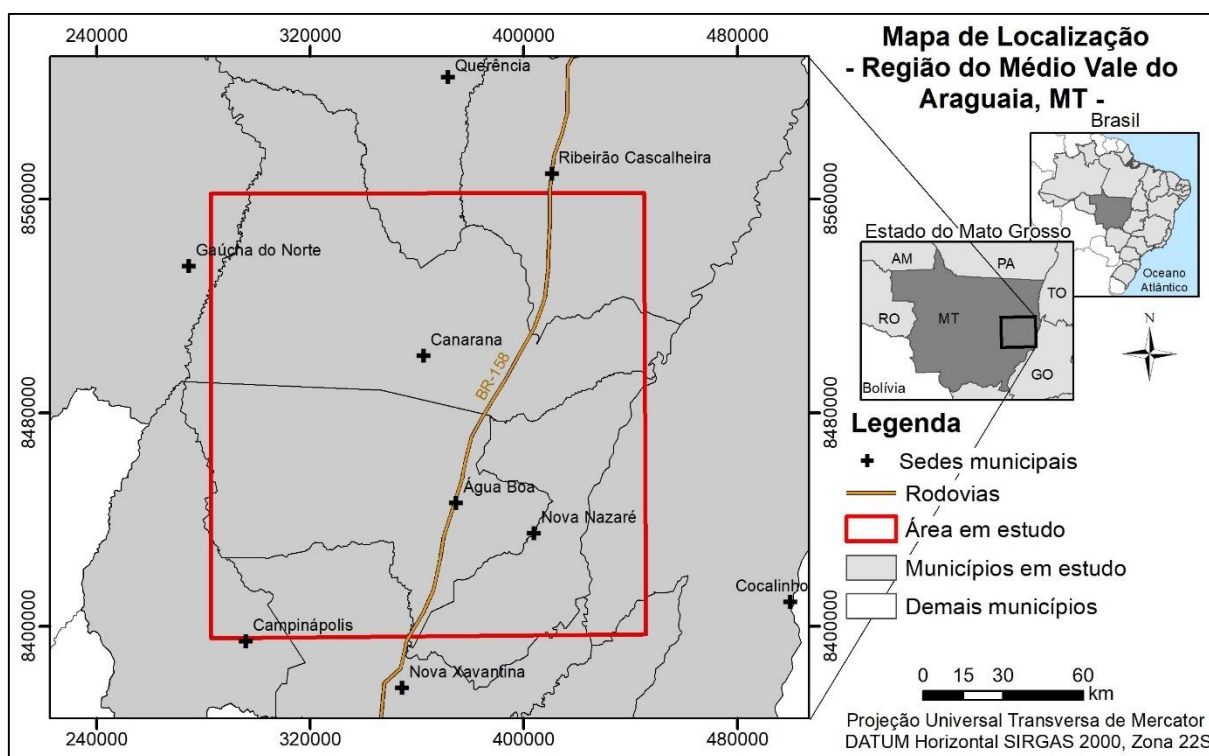 240000 320000 400000 480000
Mapa de Localização
- Região do Médio Vale do
Araguaia, MT -
Querência
Ribeirão Cascalheira
Gaúcha do Norte
Canarana
BR-158
Água Boa
Nova Nazaré
Cocalinho
Campinápolis
Nova Xavantina
8560000
8480000
8400000
8560000
8480000
8400000
240000 320000 400000 480000
Brasil
Oceano
Atlântico
Estado do Mato Grosso
AM
PA
TO
RO
MT
GO
Bolívia
N
Legenda
Sedes municipais
Rodovias
Área em estudo
Municípios em estudo
Demais municípios
0 15 30 60
km
Projeção Universal Transversa de Mercator
DATUM Horizontal SIRGAS 2000, Zona 22S